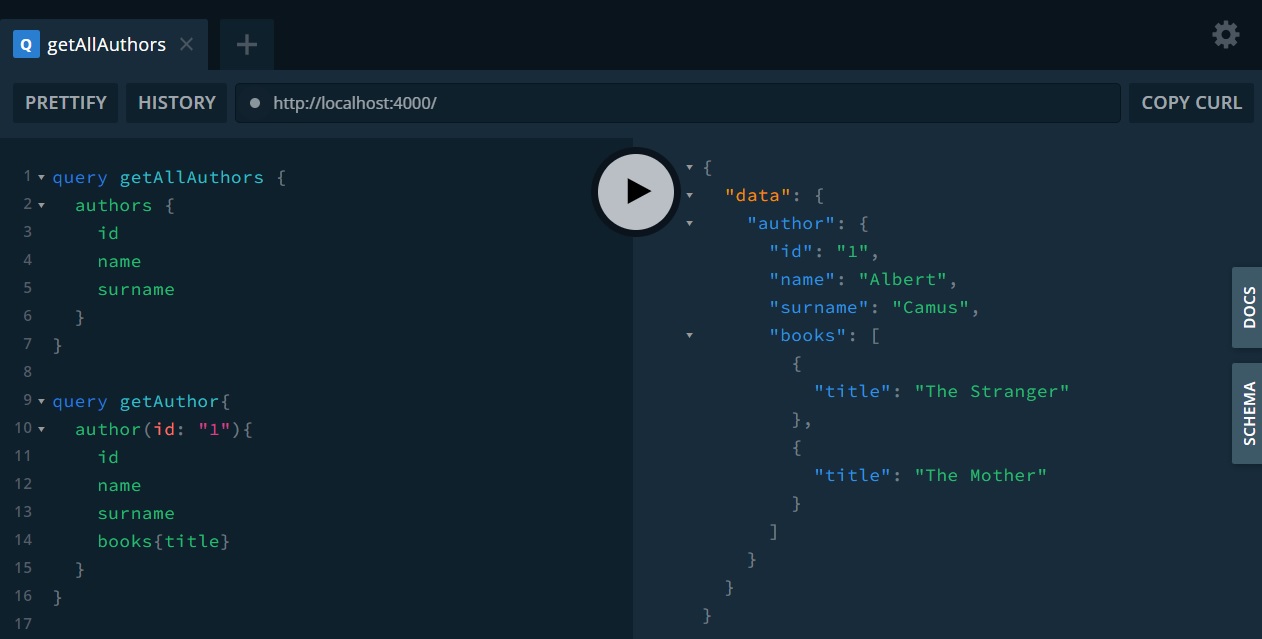 Q getAllAuthors × +
PRETTIFY HISTORY http://localhost:4000/ COPY CURL
1 query getAllAuthors {
2 authors {
3 id
4 name
5 surname
6 }
7 }
8
9 query getAuthor{
10 author(id: "1"){
11 id
12 name
13 surname
14 books{title}
15 }
16 }
17
{
"data": {
"author": {
"id": "1",
"name": "Albert",
"surname": "Camus",
"books": [
{
"title": "The Stranger"
},
{
"title": "The Mother"
}
]
}
}
}
DOCS
SCHEMA